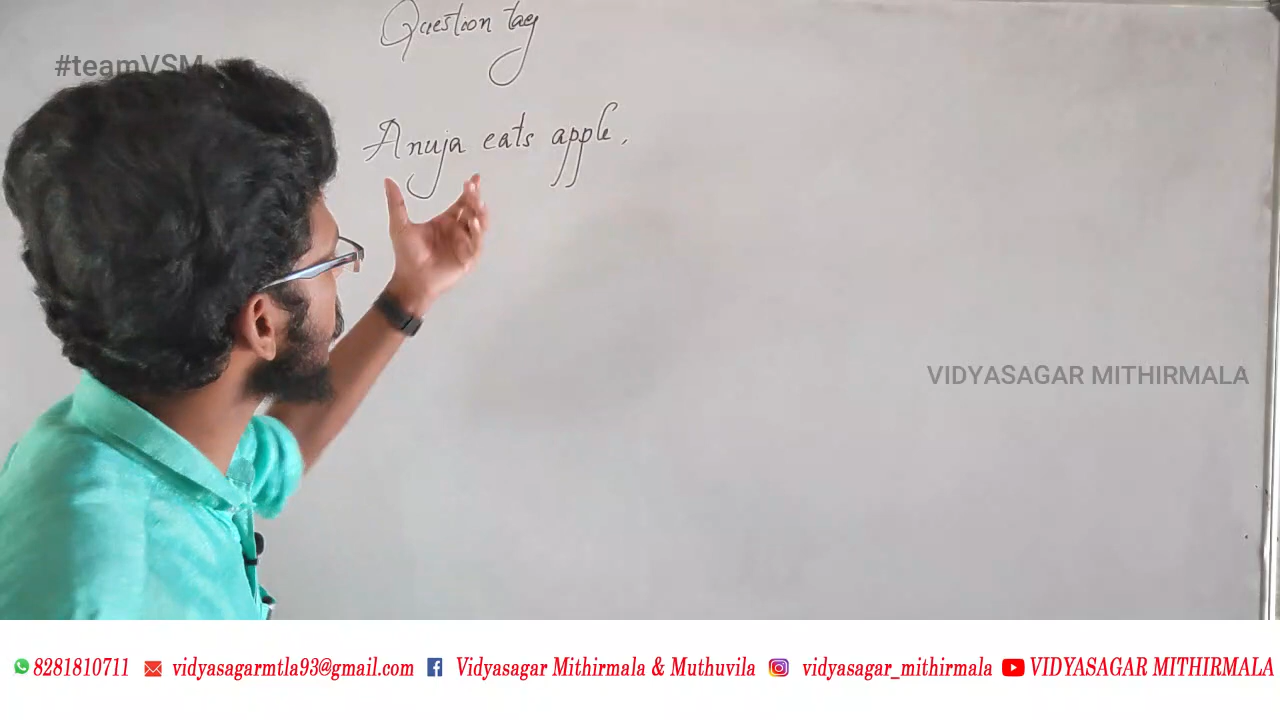 Question tag
#teamVSM
Anuja eats apple,
VIDYASAGAR MITHIRMALA
8281810711 vidyasagarmtla93@gmail.com Vidyasagar Mithirmala & Muthuvila vidyasagar_mithirmala VIDYASAGAR MITHIRMALA